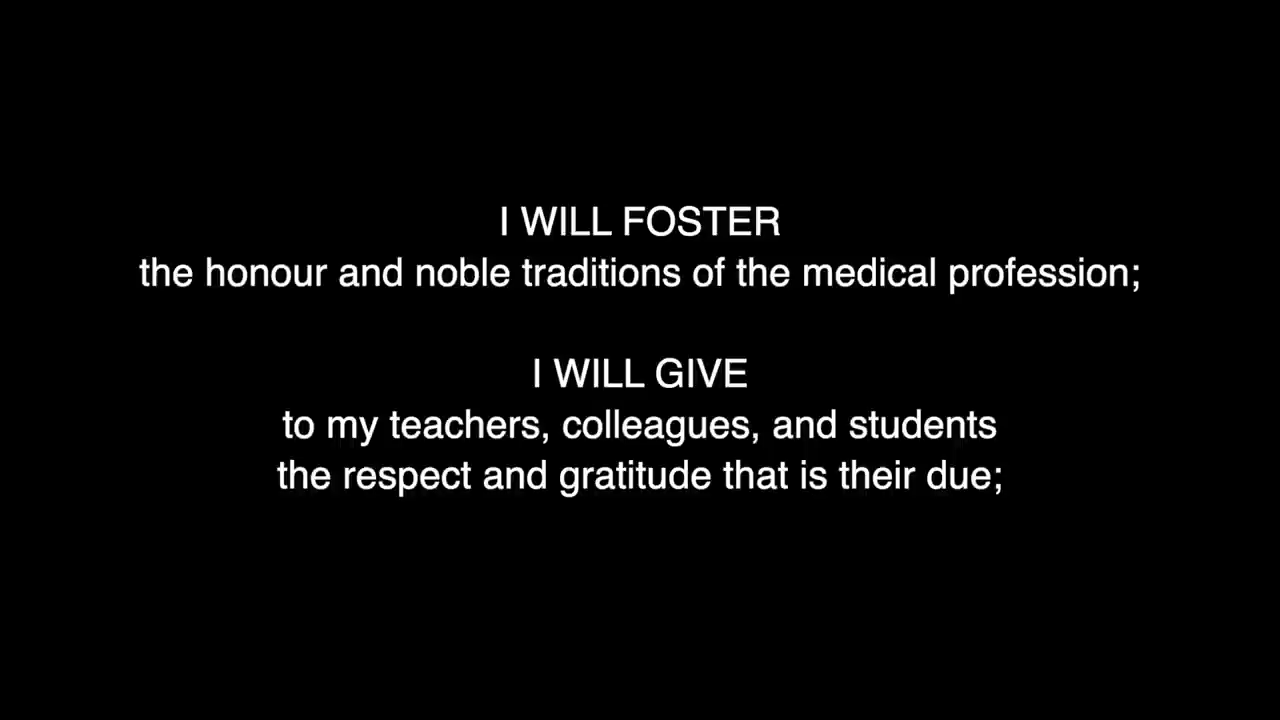 I WILL FOSTER
the honour and noble traditions of the medical profession;
I WILL GIVE
to my teachers, colleagues, and students
the respect and gratitude that is their due;